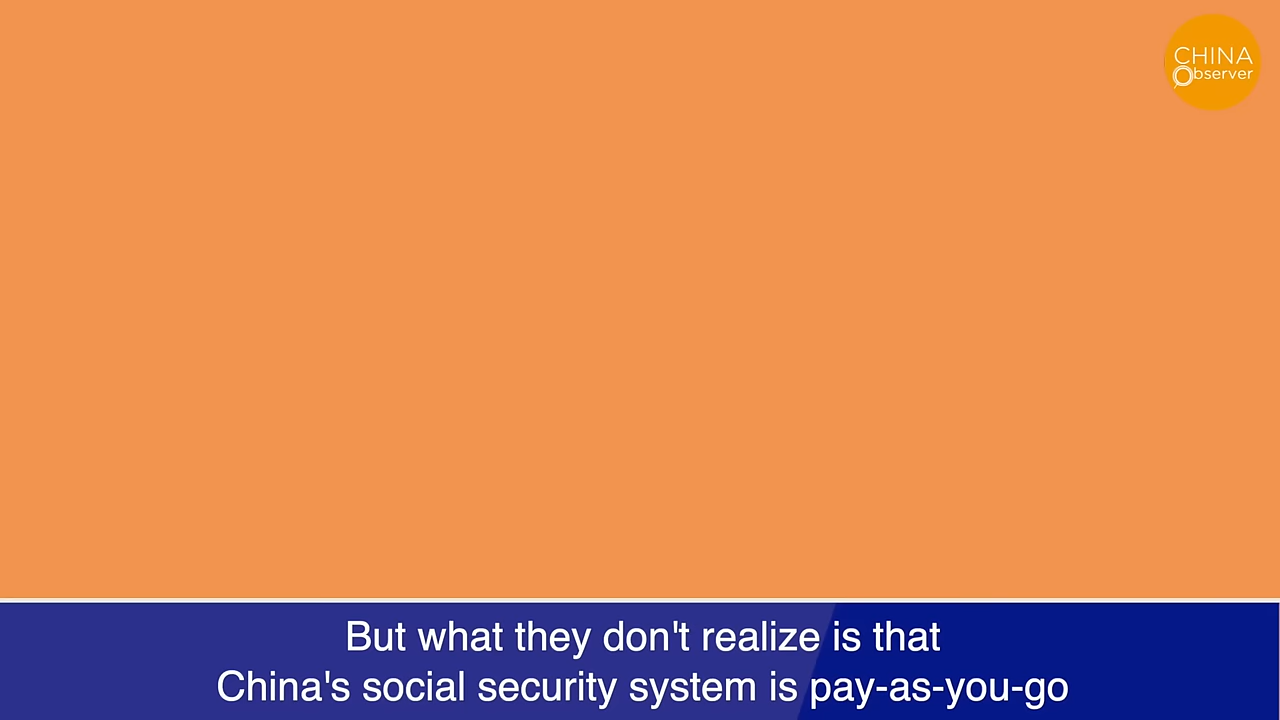 CHINA
Observer
But what they don't realize is that
China's social security system is pay-as-you-go